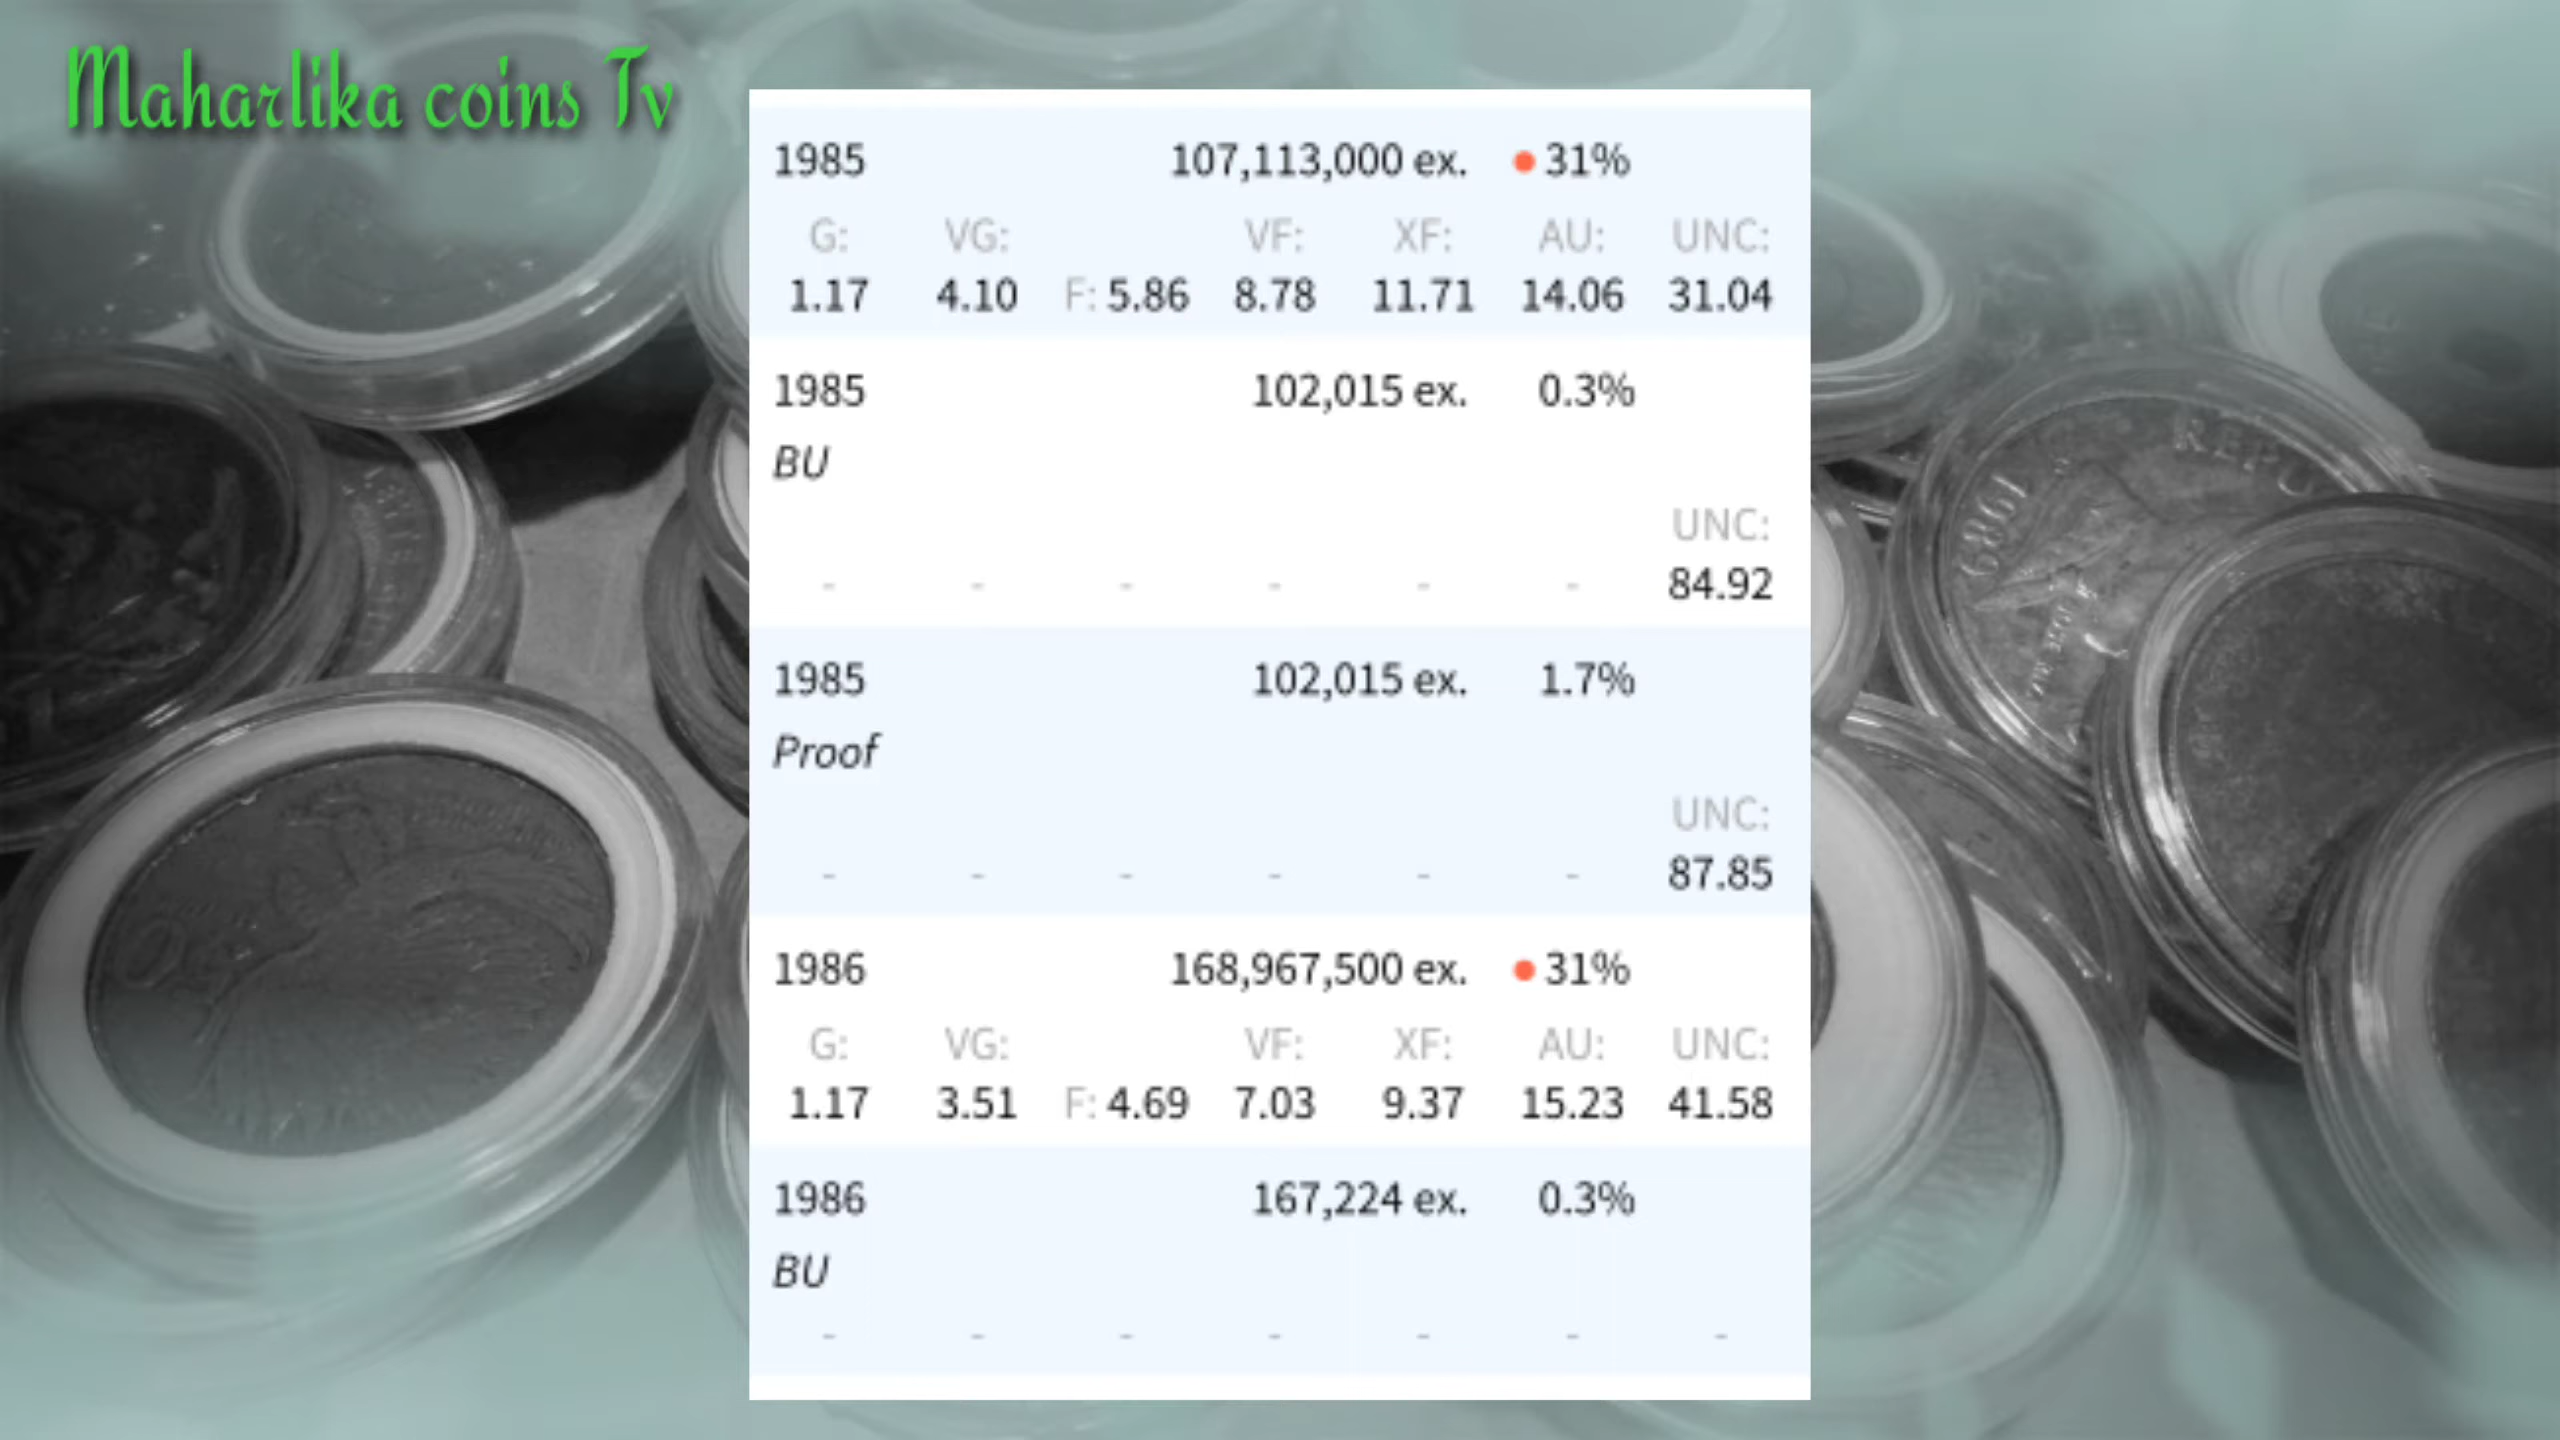 Maharlika coins Tv
1985 107,113,000 ex. 31%
G: VG: VF: XF: AU: UNC:
1.17 4.10 F: 5.86 8.78 11.71 14.06 31.04
1985 102,015 ex. 0.3%
BU
UNC:
- - - - - - 84.92
1985 102,015 ex. 1.7%
Proof
UNC:
- - - - - - 87.85
1986 168,967,500 ex. 31%
G: VG: VF: XF: AU: UNC:
1.17 3.51 F: 4.69 7.03 9.37 15.23 41.58
1986 167,224 ex. 0.3%
BU
- - - - - - -
1989